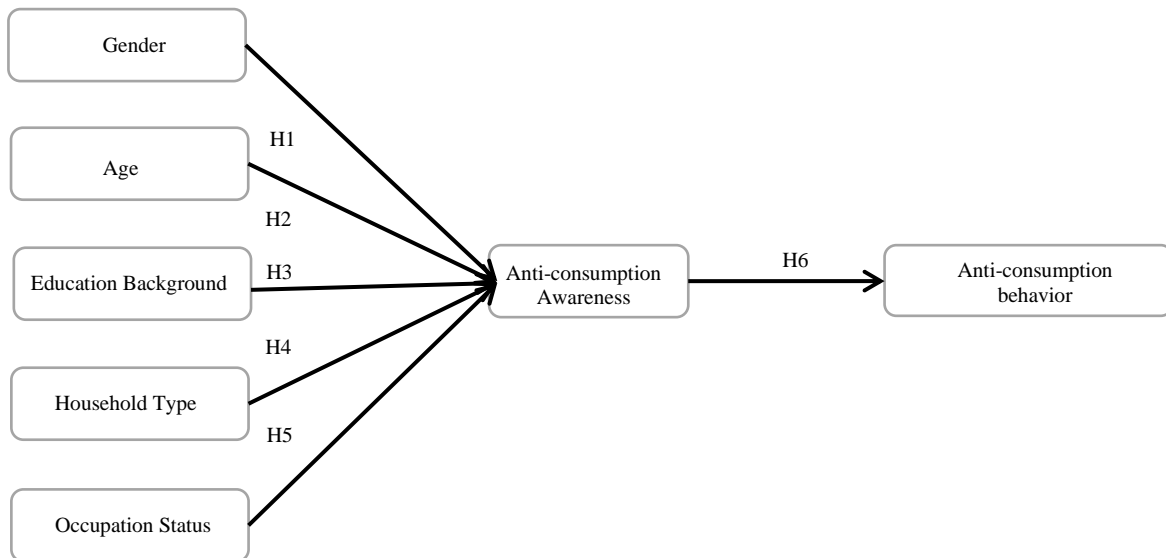 Gender
H1
Age
H2
Education Background
H3
Anti-consumption
Awareness
H6
Anti-consumption
behavior
H4
Household Type
H5
Occupation Status